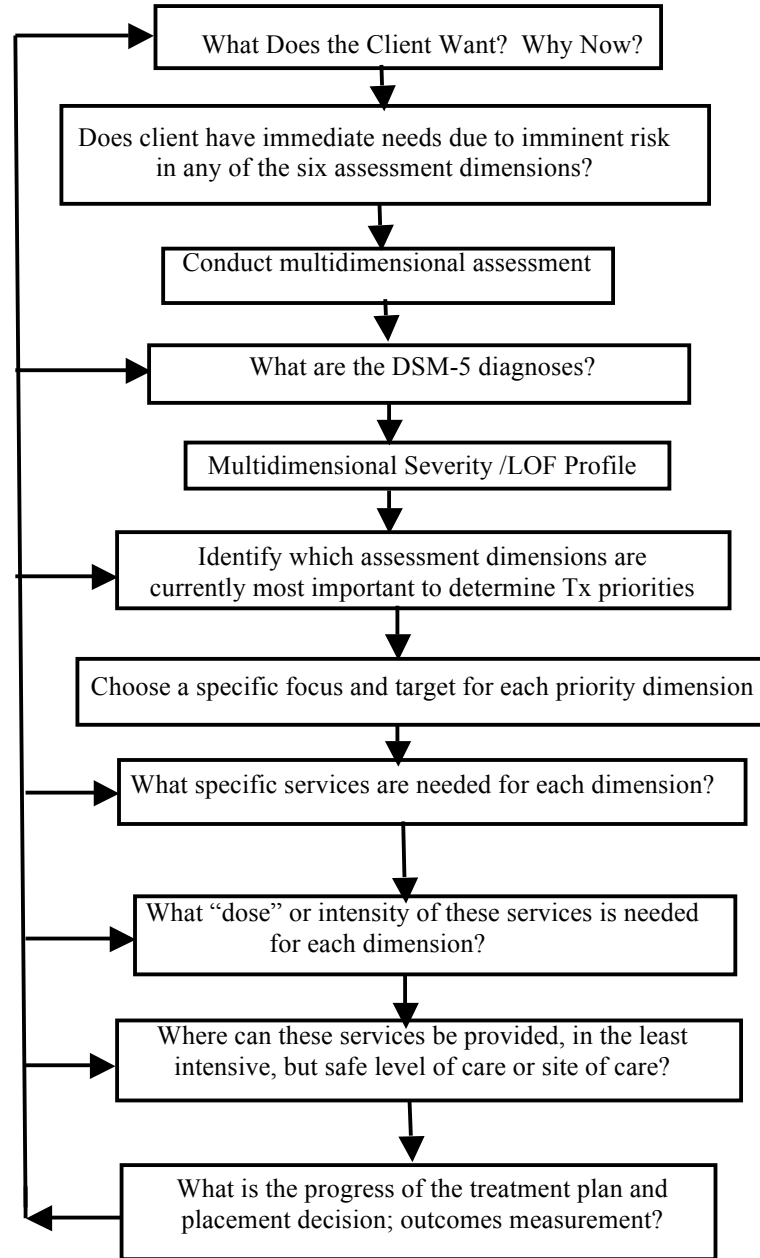 What Does the Client Want? Why Now?
Does client have immediate needs due to imminent risk
in any of the six assessment dimensions?
Conduct multidimensional assessment
What are the DSM-5 diagnoses?
Multidimensional Severity /LOF Profile
Identify which assessment dimensions are
currently most important to determine Tx priorities
Choose a specific focus and target for each priority dimension
What specific services are needed for each dimension?
What “dose” or intensity of these services is needed
for each dimension?
Where can these services be provided, in the least
intensive, but safe level of care or site of care?
What is the progress of the treatment plan and
placement decision; outcomes measurement?